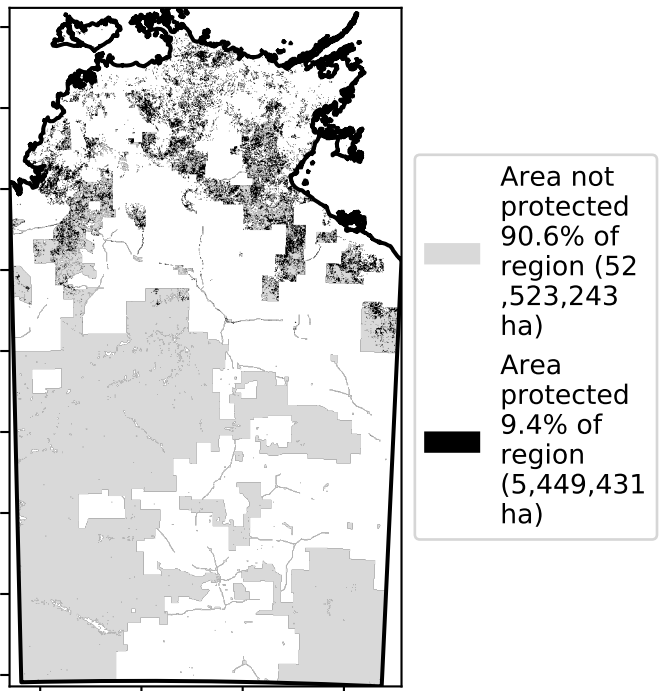 Area not
protected
90.6% of
region (52
,523,243
ha)
Area
protected
9.4% of
region
(5,449,431
ha)